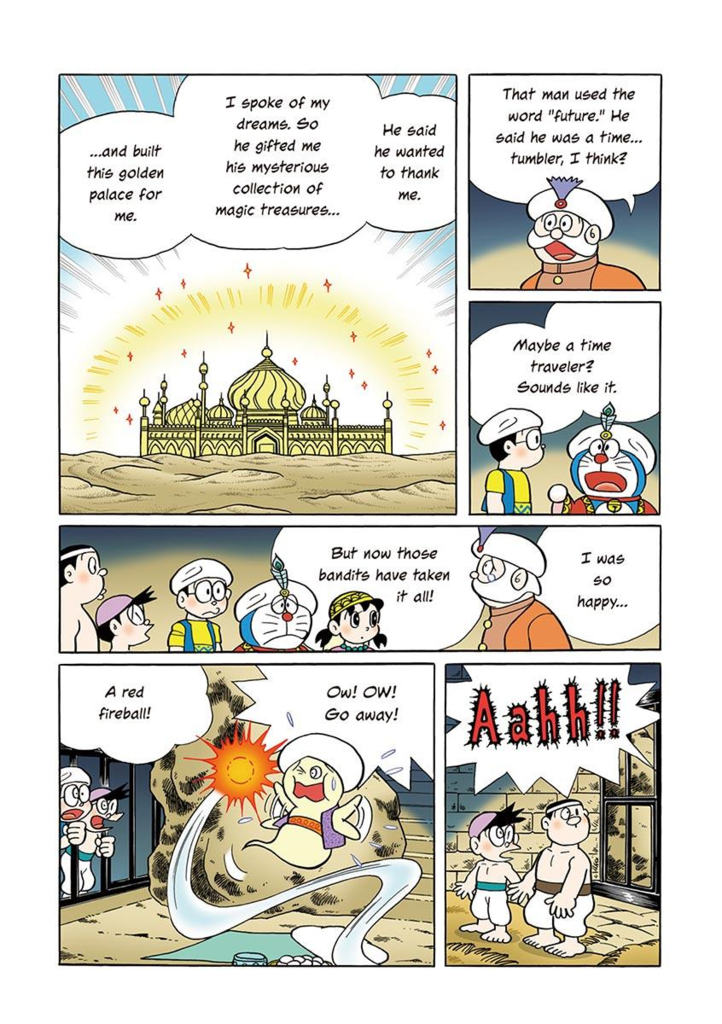 That man used the
word "future." He
said he was a time...
tumbler, I think?
Maybe a time
traveler?
Sounds like it.
He said
he wanted
to thank
me.
I spoke of my
dreams. So
he gifted me
his mysterious
collection of
magic treasures...
...and built
this golden
palace for
me.
I was
so
happy...
But now those
bandits have taken
it all!
Aahh!!
Ow! OW!
Go away!
A red
fireball!